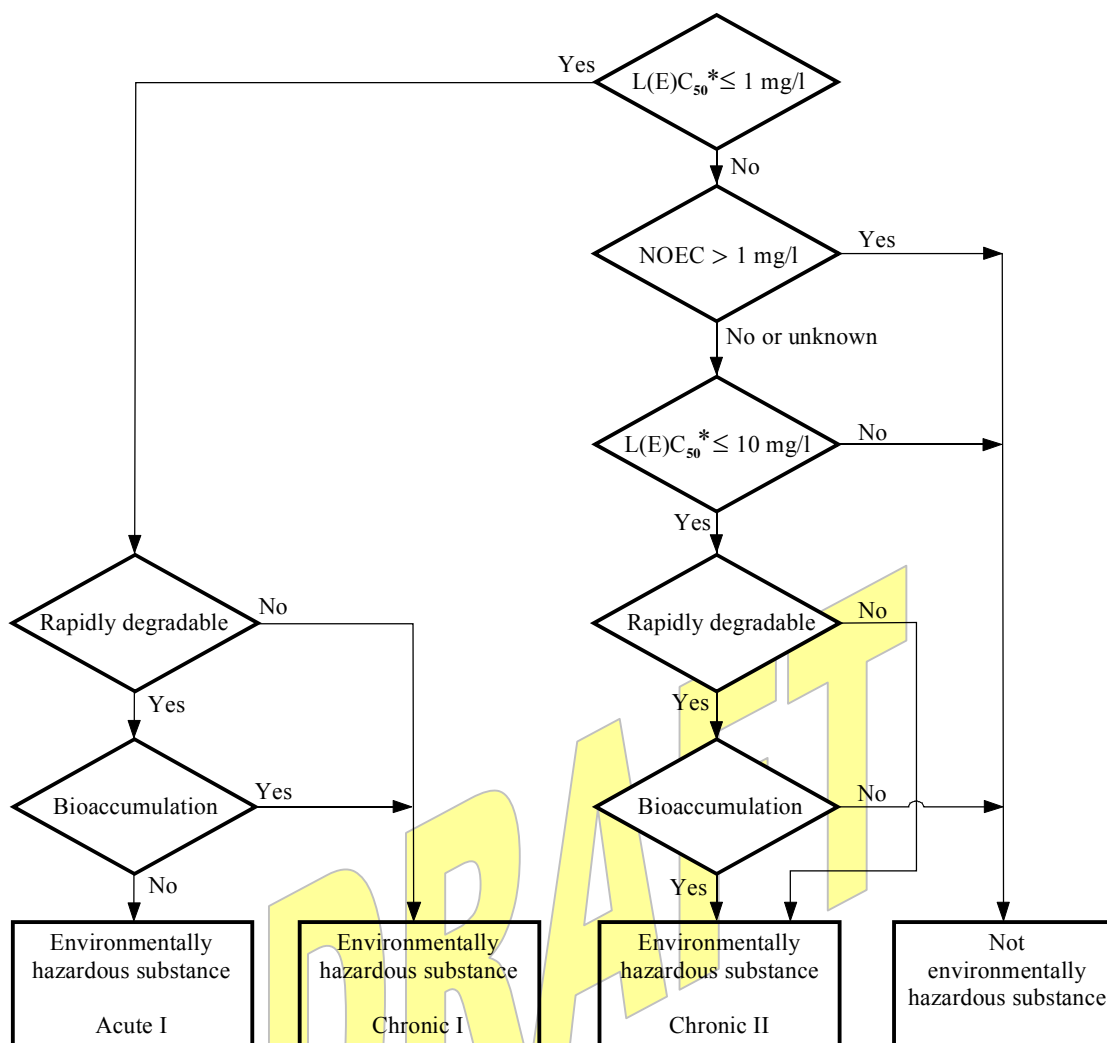 Yes
L(E)C50* ≤ 1 mg/l
No
NOEC > 1 mg/l
Yes
No or unknown
L(E)C50* ≤ 10 mg/l
No
Yes
Rapidly degradable
No
Rapidly degradable
No
Yes
Yes
Bioaccumulation
Yes
Bioaccumulation
No
No
Yes
Environmentally
hazardous substance
Acute I
Environmentally
hazardous substance
Chronic I
Environmentally
hazardous substance
Chronic II
Not
environmentally
hazardous substance
DRAFT